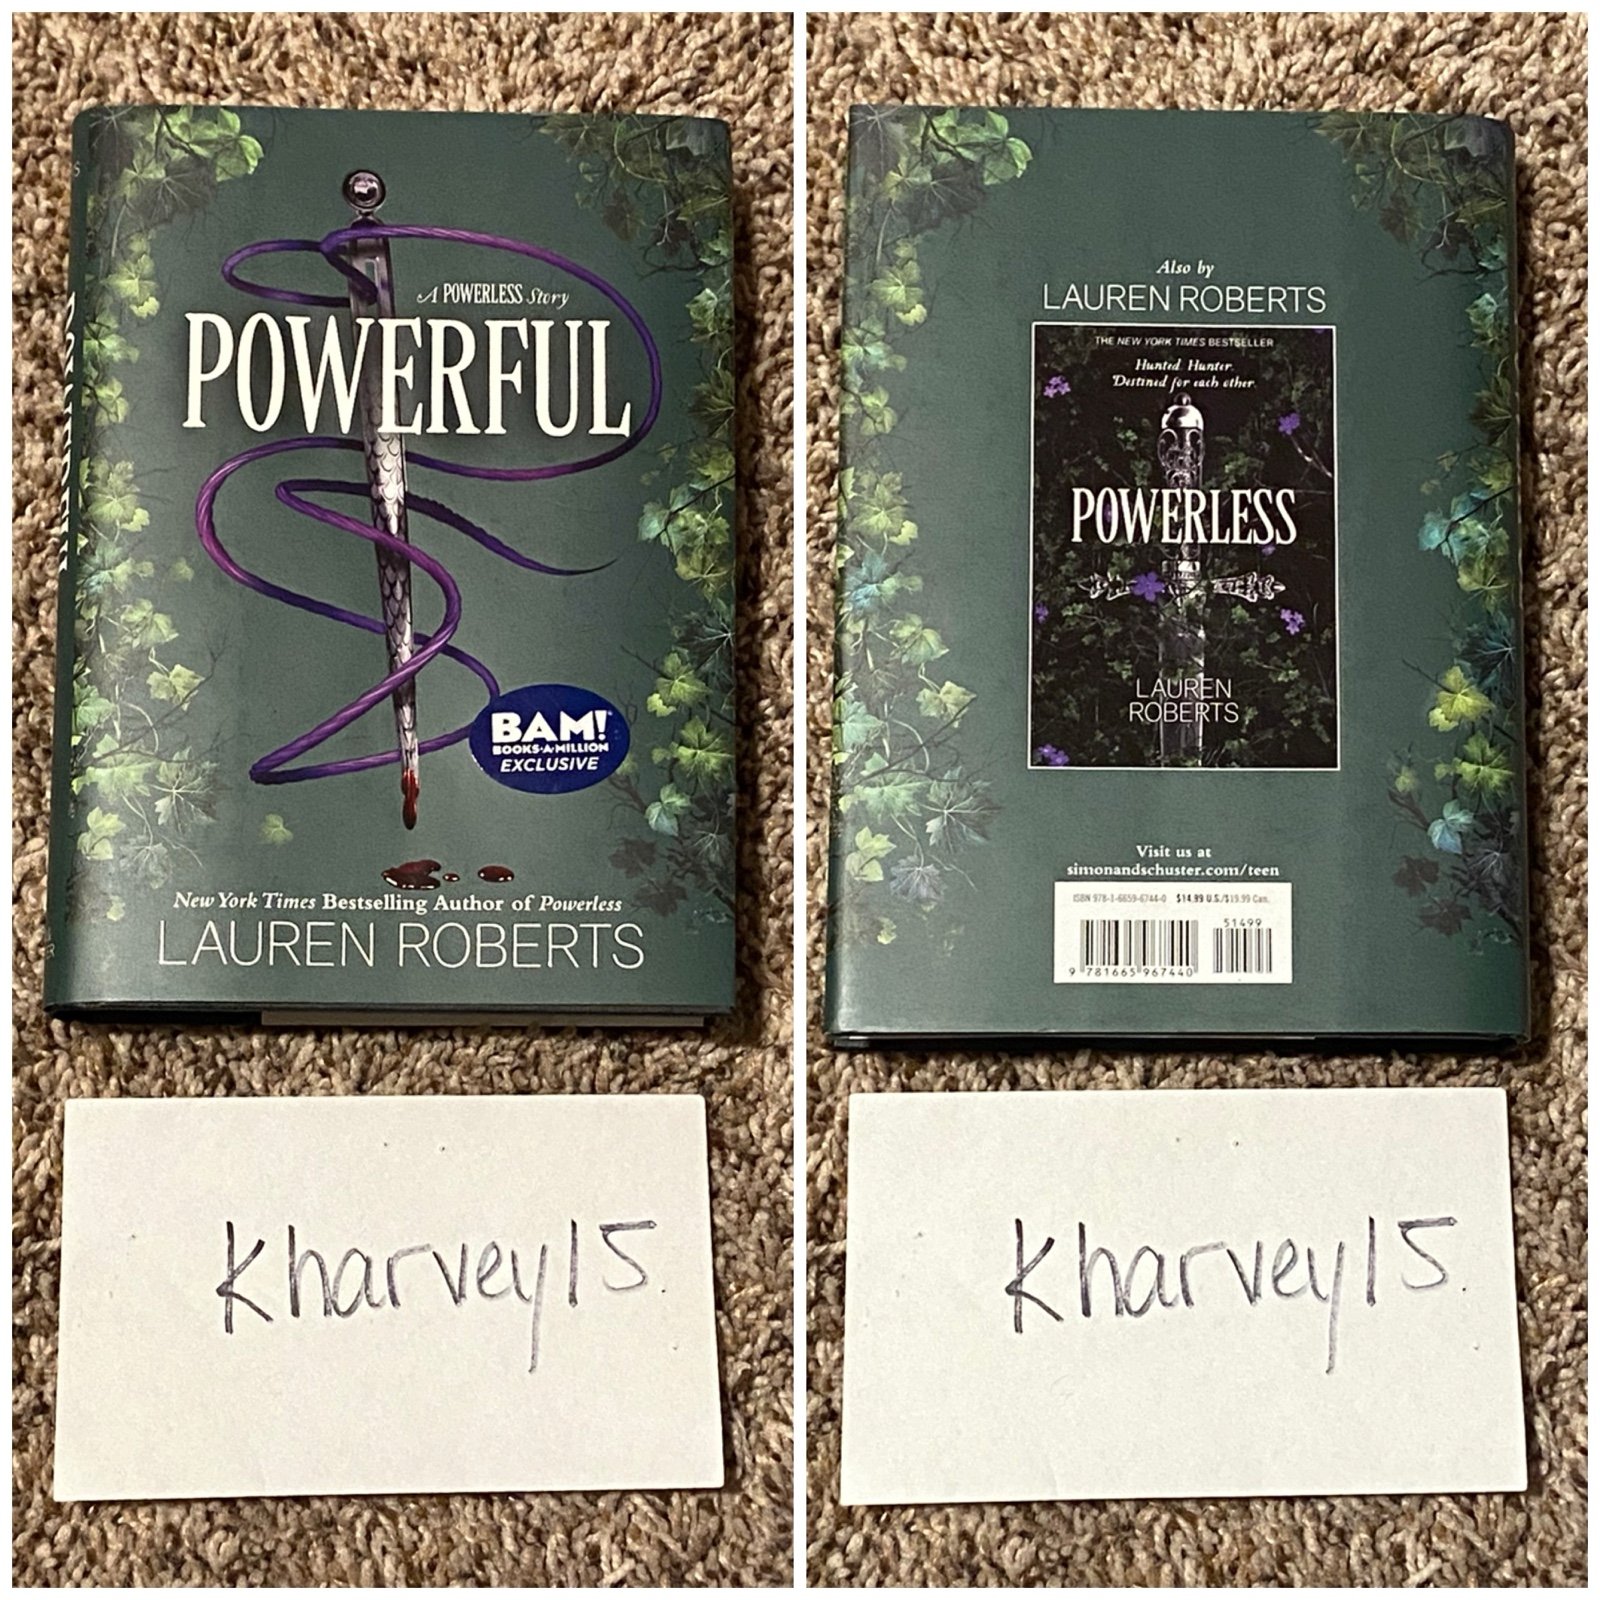 A POWERLESS Story
POWERFUL
BAM!
BOOKS-A-MILLION
EXCLUSIVE
New York Times Bestselling Author of Powerless
LAUREN ROBERTS
kharvey15
Also by
LAUREN ROBERTS
THE NEW YORK TIMES BESTSELLER
Hunted. Hunter.
Destined for each other.
POWERLESS
LAUREN
ROBERTS
Visit us at
simonandschuster.com/teen
ISBN 978-1-6659-6744-0 $14.99 U.S./$19.99 Can.
51499
9 781665 967440
kharvey15